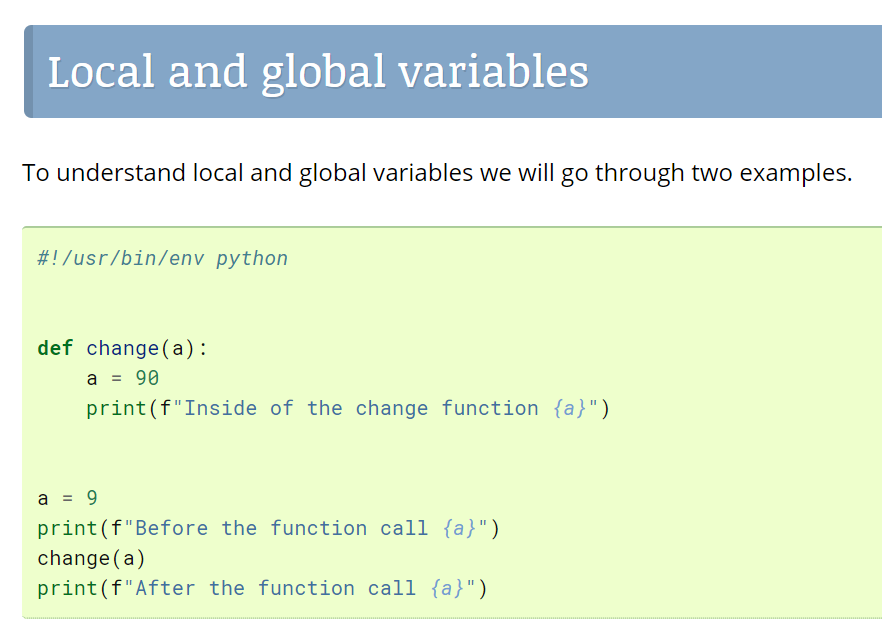 Local and global variables
To understand local and global variables we will go through two examples.
#!/usr/bin/env python
def change(a):
    a = 90
    print(f"Inside of the change function {a}")
a = 9
print(f"Before the function call {a}")
change(a)
print(f"After the function call {a}")